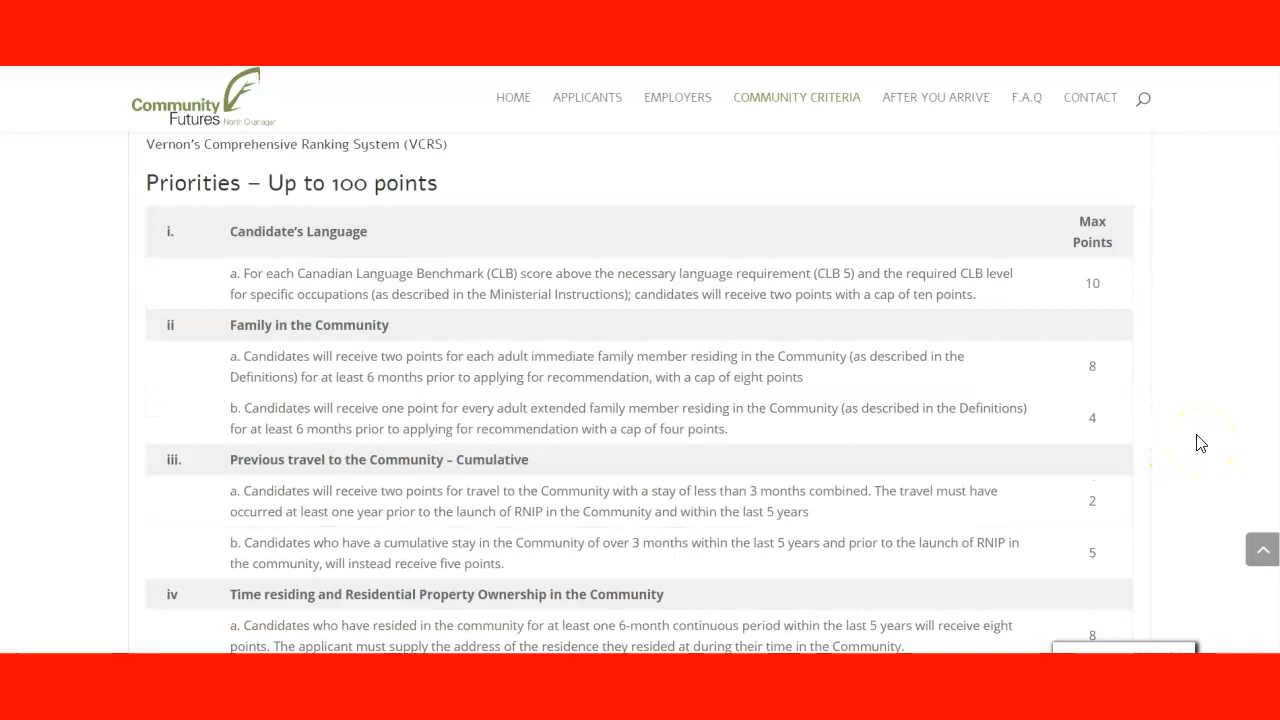 Community
Futures North Okanagan
HOME APPLICANTS EMPLOYERS COMMUNITY CRITERIA AFTER YOU ARRIVE F.A.Q CONTACT
Vernon's Comprehensive Ranking System (VCRS)
Priorities – Up to 100 points
i. Candidate's Language Max Points
a. For each Canadian Language Benchmark (CLB) score above the necessary language requirement (CLB 5) and the required CLB level
for specific occupations (as described in the Ministerial Instructions); candidates will receive two points with a cap of ten points.
10
ii Family in the Community
a. Candidates will receive two points for each adult immediate family member residing in the Community (as described in the
Definitions) for at least 6 months prior to applying for recommendation, with a cap of eight points
8
b. Candidates will receive one point for every adult extended family member residing in the Community (as described in the Definitions)
for at least 6 months prior to applying for recommendation with a cap of four points.
4
iii. Previous travel to the Community – Cumulative
a. Candidates will receive two points for travel to the Community with a stay of less than 3 months combined. The travel must have
occurred at least one year prior to the launch of RNIP in the Community and within the last 5 years
2
b. Candidates who have a cumulative stay in the Community of over 3 months within the last 5 years and prior to the launch of RNIP in
the community, will instead receive five points.
5
iv Time residing and Residential Property Ownership in the Community
a. Candidates who have resided in the community for at least one 6-month continuous period within the last 5 years will receive eight
points. The applicant must supply the address of the residence they resided at during their time in the Community.
8